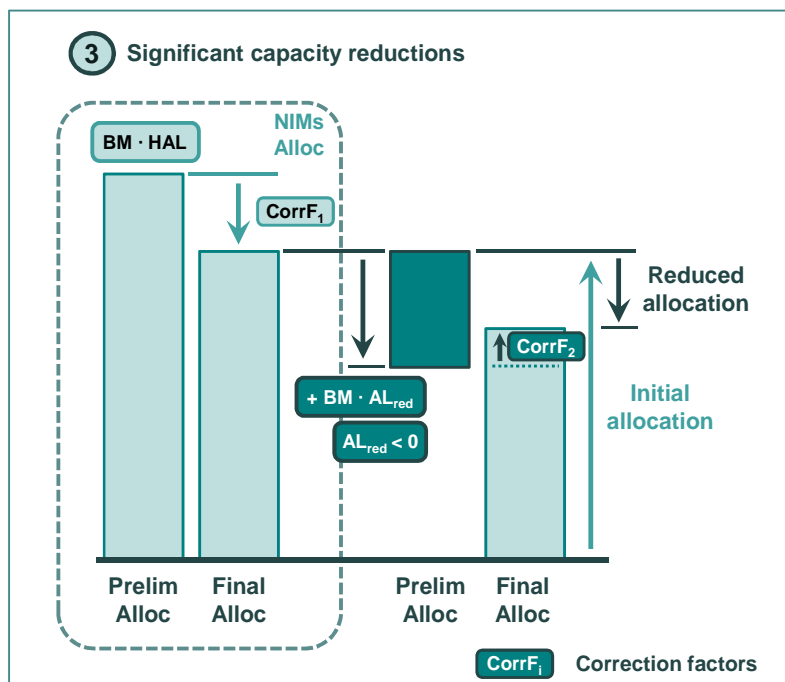 3 Significant capacity reductions
NIMs
Alloc
BM · HAL
CorrF₁
Reduced
allocation
CorrF₂
+ BM · ALred
ALred < 0
Initial
allocation
Prelim
Alloc
Final
Alloc
Prelim
Alloc
Final
Alloc
CorrFᵢ Correction factors